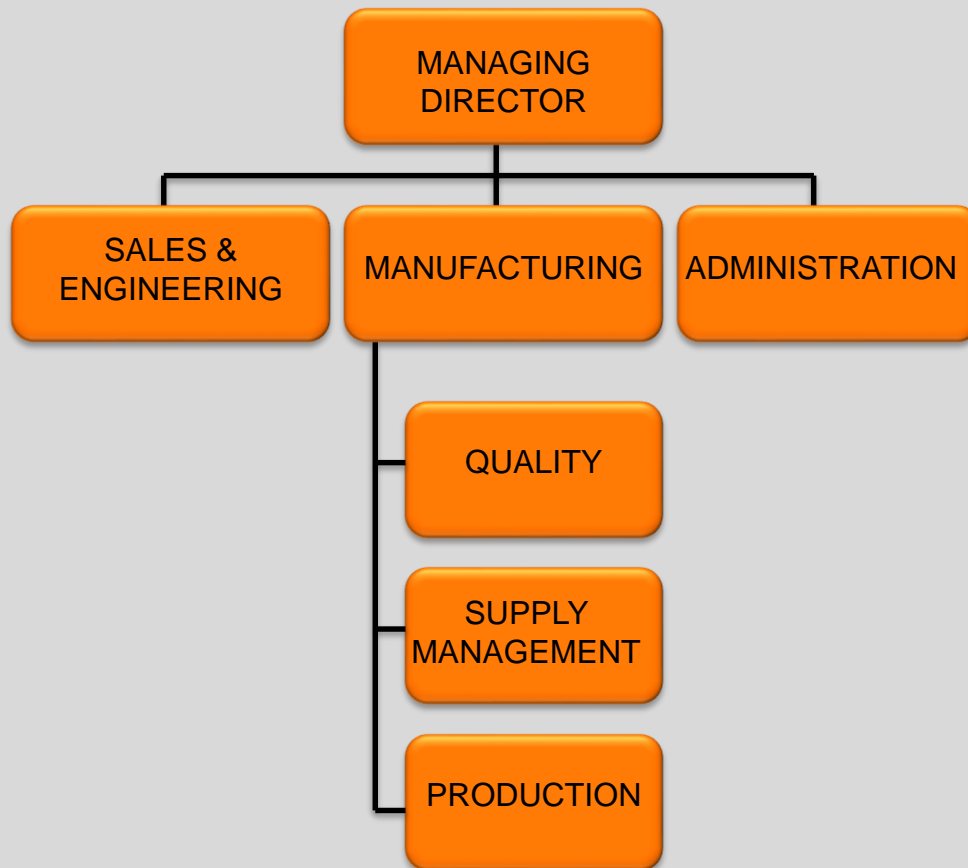 MANAGING
DIRECTOR
SALES &
ENGINEERING
MANUFACTURING
ADMINISTRATION
QUALITY
SUPPLY
MANAGEMENT
PRODUCTION